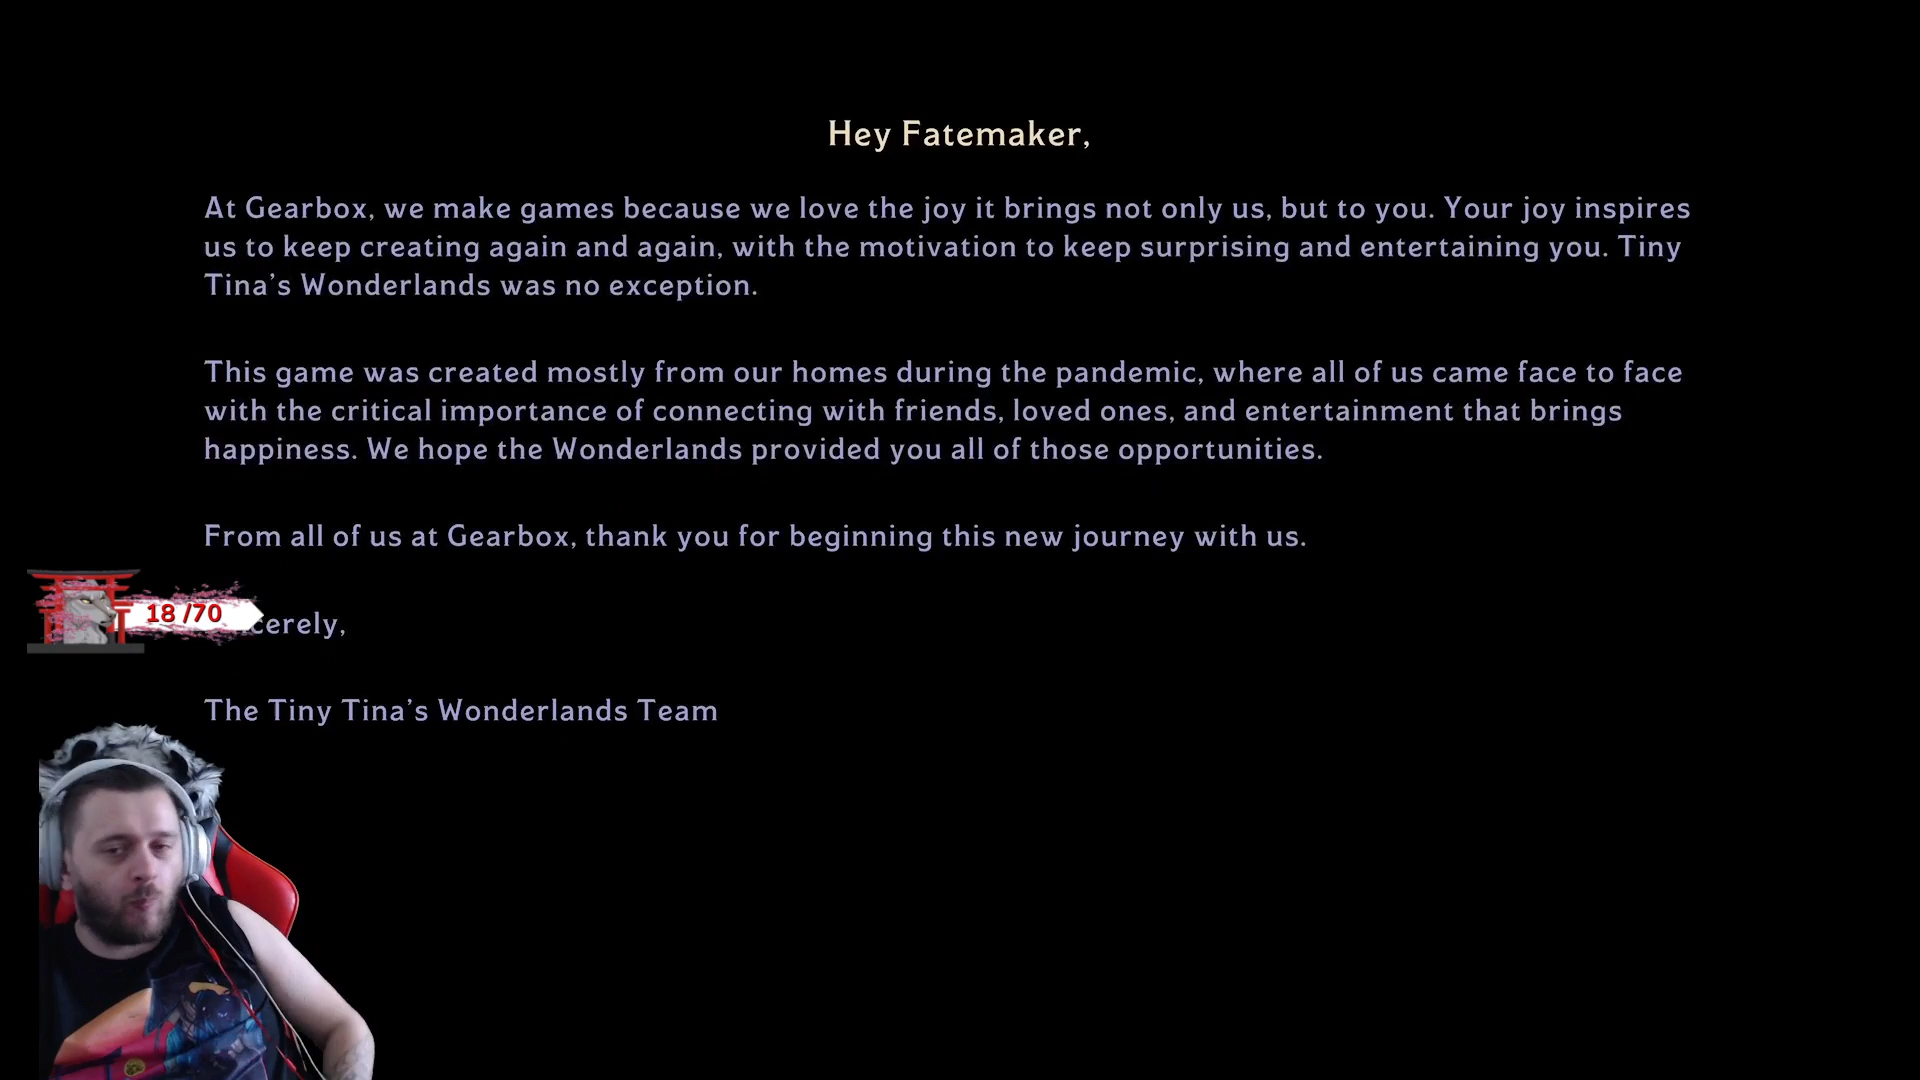 Hey Fatemaker,
At Gearbox, we make games because we love the joy it brings not only us, but to you. Your joy inspires
us to keep creating again and again, with the motivation to keep surprising and entertaining you. Tiny
Tina’s Wonderlands was no exception.
This game was created mostly from our homes during the pandemic, where all of us came face to face
with the critical importance of connecting with friends, loved ones, and entertainment that brings
happiness. We hope the Wonderlands provided you all of those opportunities.
From all of us at Gearbox, thank you for beginning this new journey with us.
18 /70
cerely,
The Tiny Tina’s Wonderlands Team